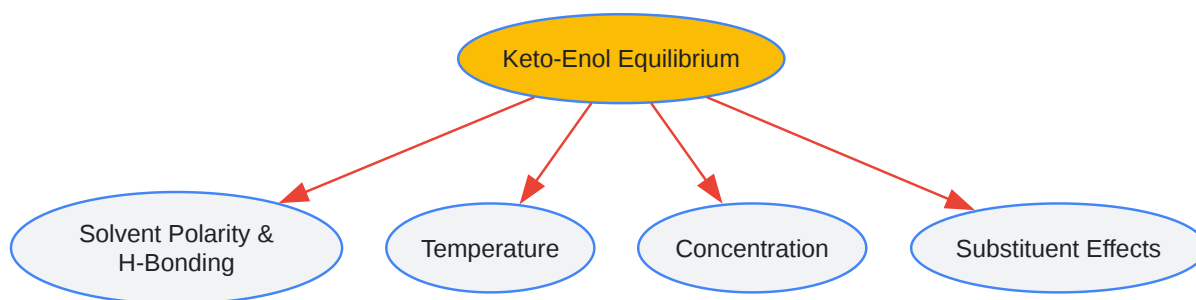 Keto-Enol Equilibrium
Solvent Polarity &
H-Bonding
Temperature
Concentration
Substituent Effects